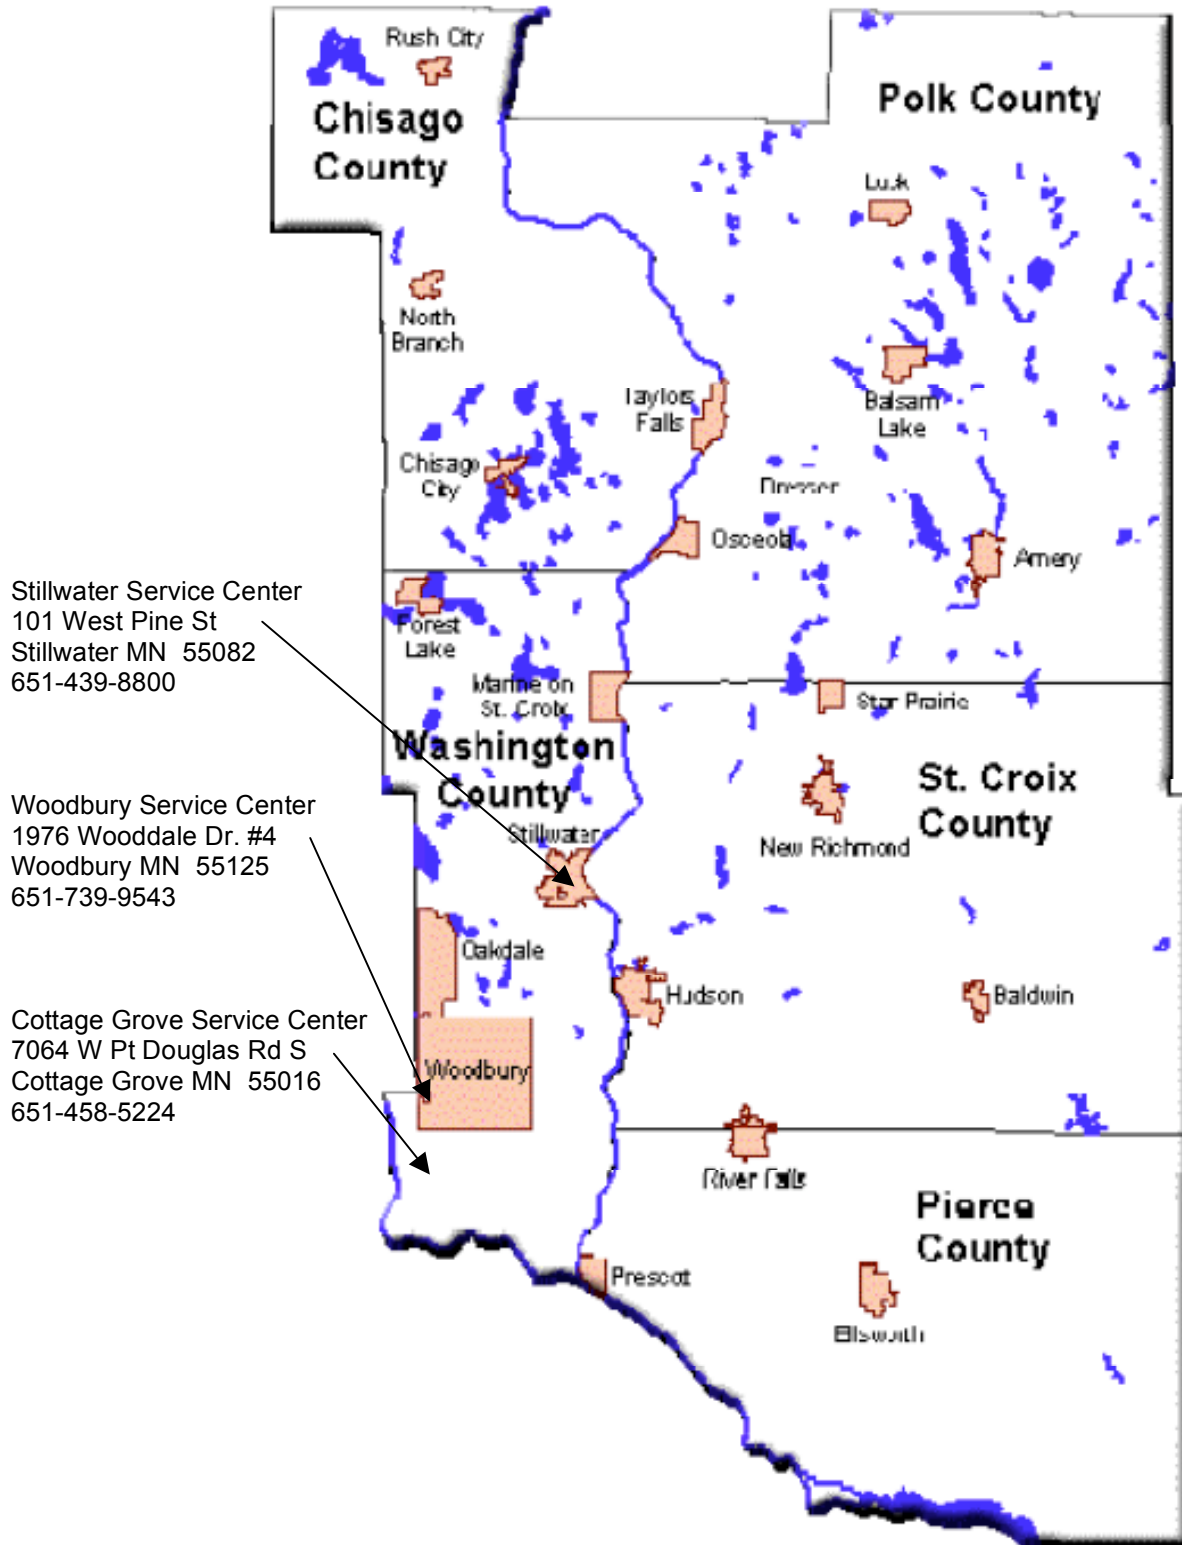 Rush City
Chisago
County
Polk County
Luck
North
Branch
Taylors
Falls
Balsam
Lake
Chisago
City
Dresser
Osceola
Amery
Stillwater Service Center
101 West Pine St
Stillwater MN 55082
651-439-8800
Forest
Lake
Marine on
St. Croix
Star Prairie
Washington
County
St. Croix
County
Stillwater
New Richmond
Woodbury Service Center
1976 Wooddale Dr. #4
Woodbury MN 55125
651-739-9543
Oakdale
Hudson
Baldwin
Cottage Grove Service Center
7064 W Pt Douglas Rd S
Cottage Grove MN 55016
651-458-5224
Woodbury
River Falls
Pierce
County
Prescot
Ellsworth